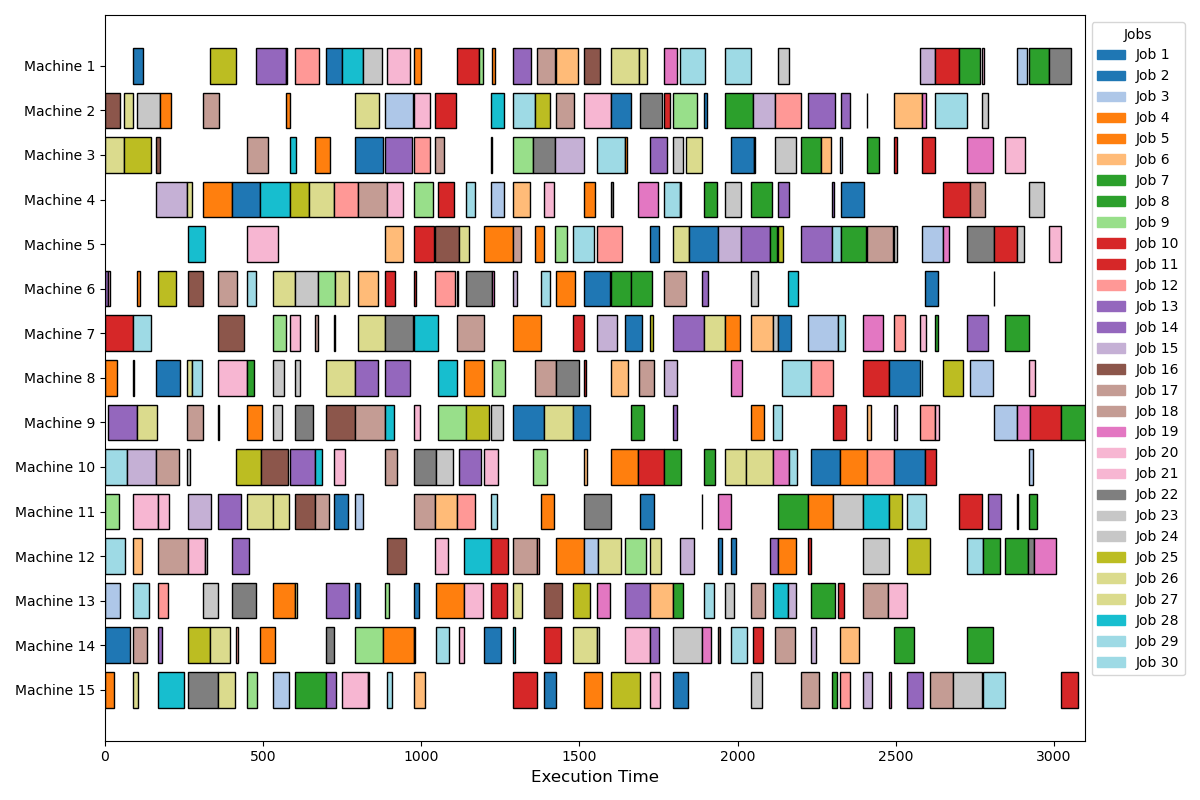 Machine 1
Machine 2
Machine 3
Machine 4
Machine 5
Machine 6
Machine 7
Machine 8
Machine 9
Machine 10
Machine 11
Machine 12
Machine 13
Machine 14
Machine 15
0 500 1000 1500 2000 2500 3000
Execution Time
Jobs
Job 1
Job 2
Job 3
Job 4
Job 5
Job 6
Job 7
Job 8
Job 9
Job 10
Job 11
Job 12
Job 13
Job 14
Job 15
Job 16
Job 17
Job 18
Job 19
Job 20
Job 21
Job 22
Job 23
Job 24
Job 25
Job 26
Job 27
Job 28
Job 29
Job 30